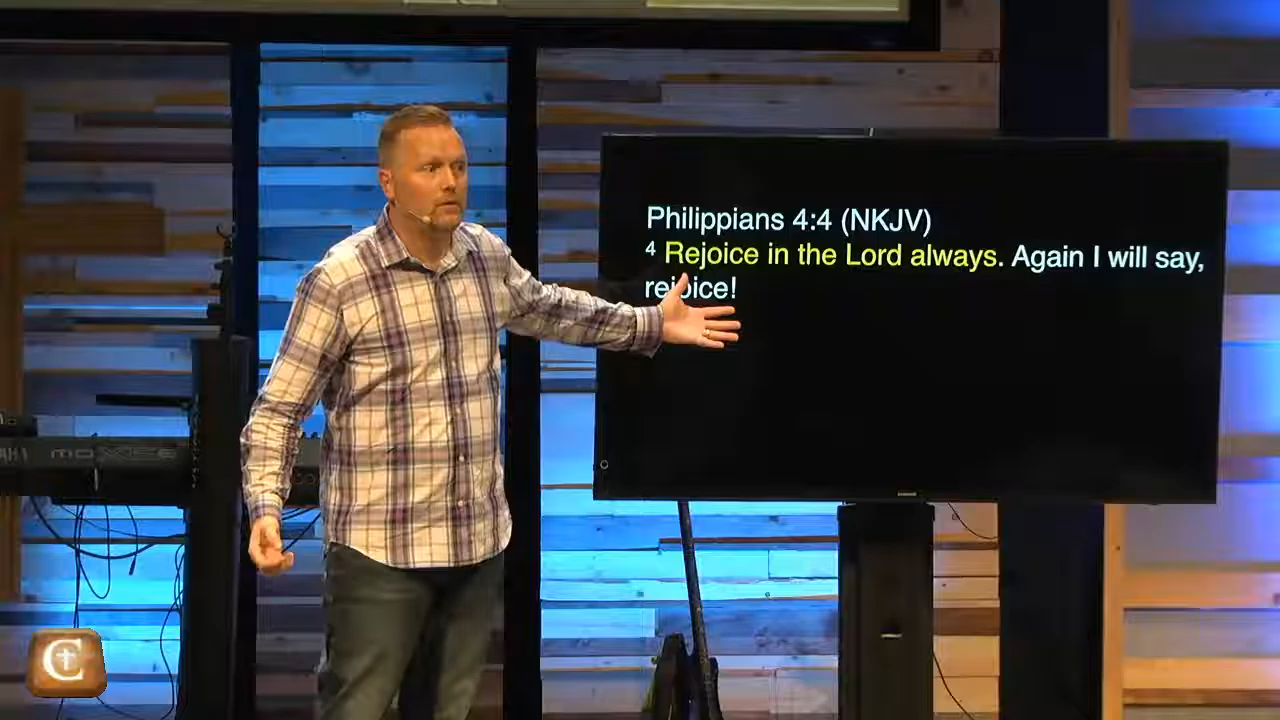 Philippians 4:4 (NKJV)
4 Rejoice in the Lord always. Again I will say,
rejoice!
C